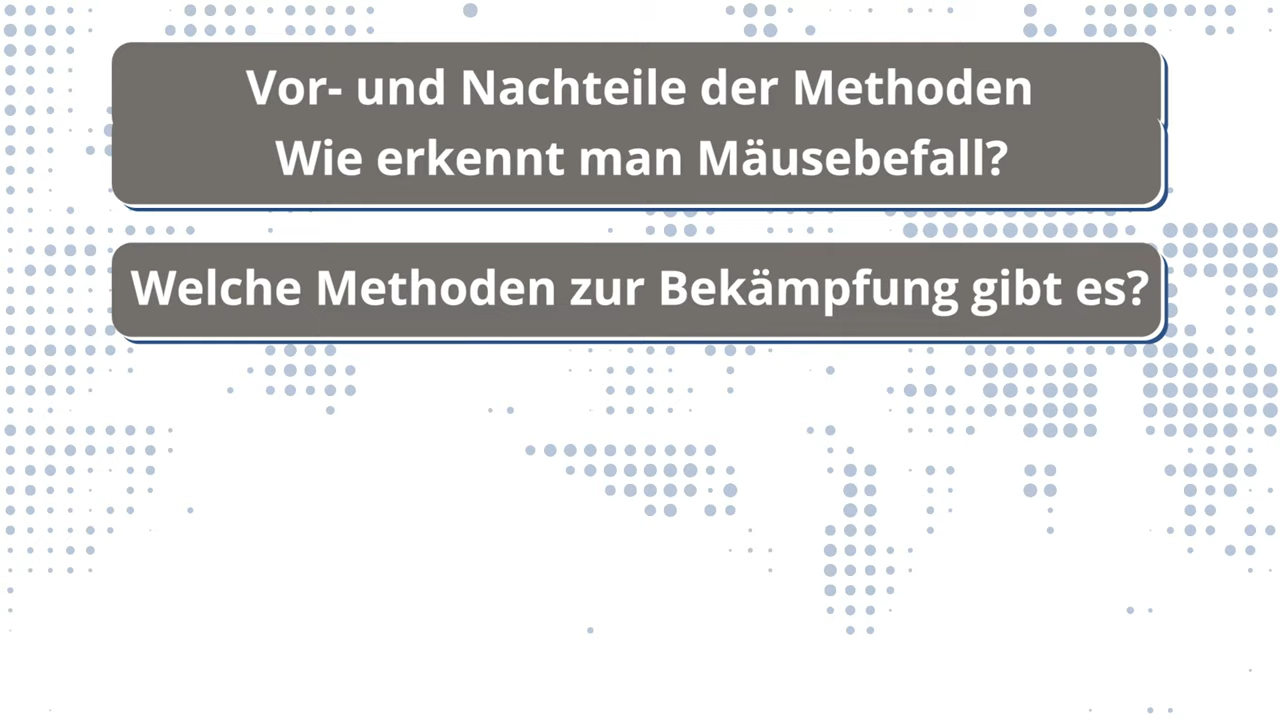 Vor- und Nachteile der Methoden
Wie erkennt man Mäusebefall?
Welche Methoden zur Bekämpfung gibt es?